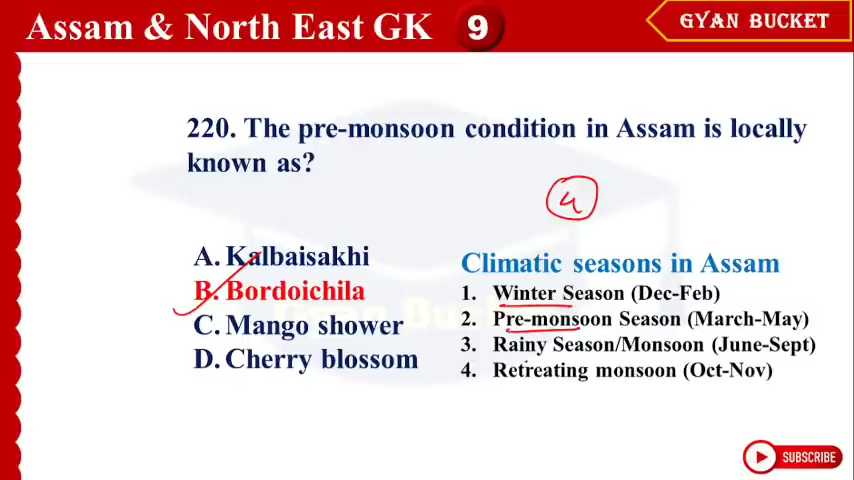 Assam & North East GK 9
GYAN BUCKET
220. The pre-monsoon condition in Assam is locally
known as?
4
A. Kalbaisakhi
B. Bordoichila
C. Mango shower
D. Cherry blossom
Climatic seasons in Assam
1. Winter Season (Dec-Feb)
2. Pre-monsoon Season (March-May)
3. Rainy Season/Monsoon (June-Sept)
4. Retreating monsoon (Oct-Nov)
Gyan Bucket
SUBSCRIBE